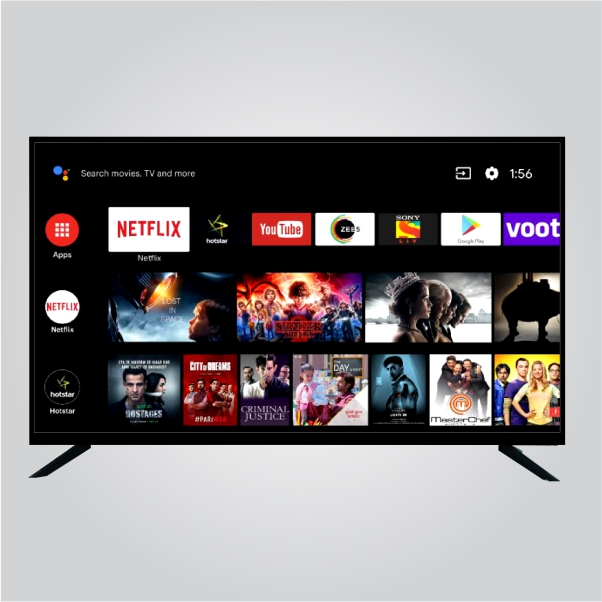 Search movies, TV and more
1:56
Apps
NETFLIX
Netflix
hotstar
YouTube
ZEE5
SONY
LIV
Google Play
voot
NETFLIX
Netflix
LOST
IN
SPACE
STRANGER
THINGS
hotstar
Hotstar
HOSTAGES
CITY OF DREAMS
CRIMINAL
JUSTICE
The
DAY
MasterChef